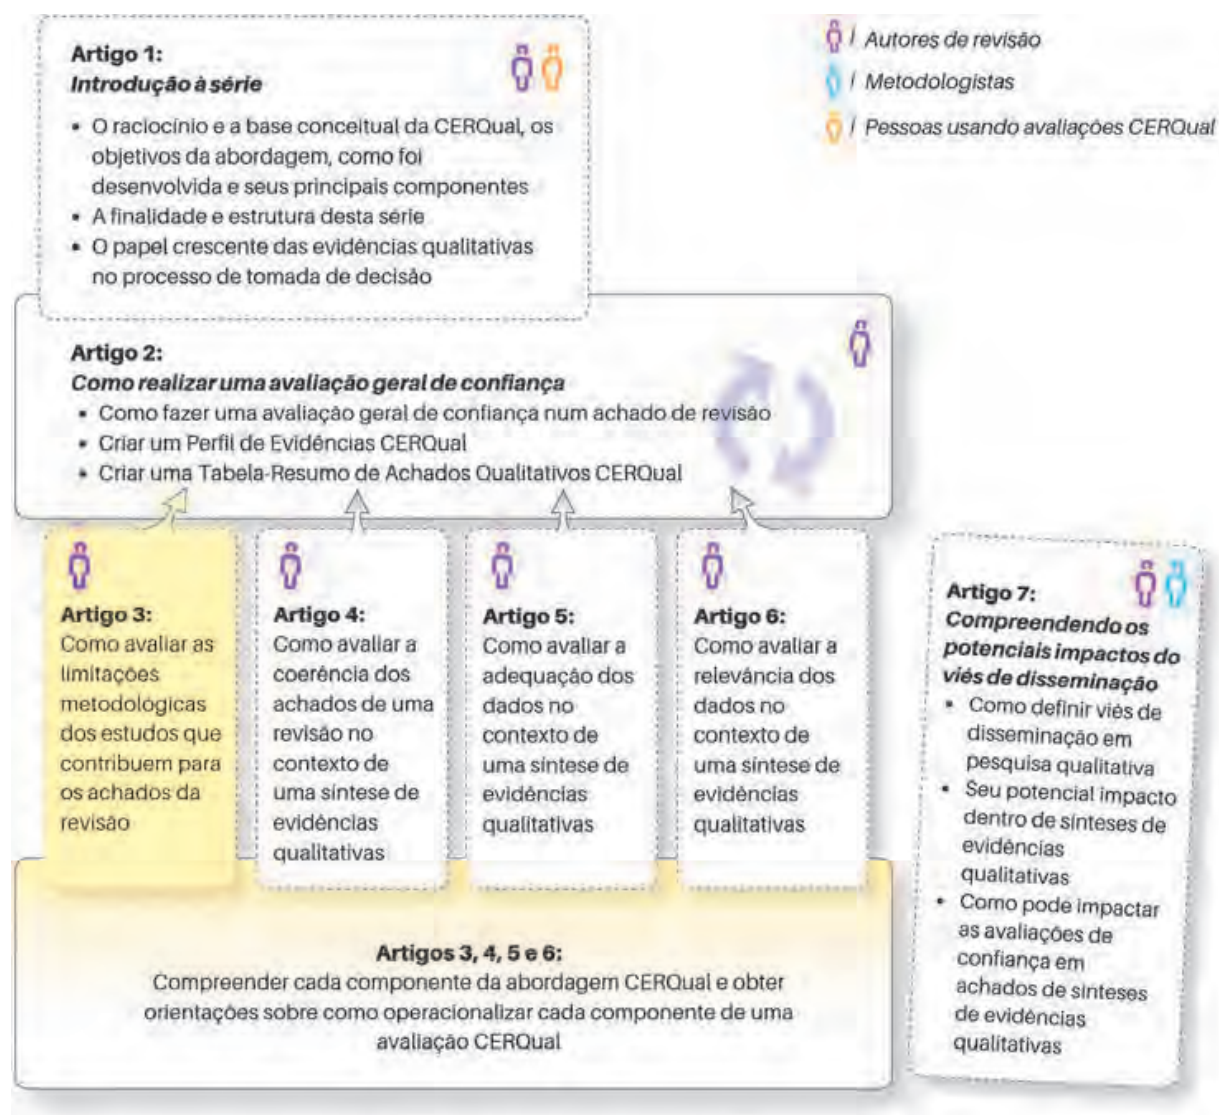 Artigo 1:
Introdução à série
• O raciocínio e a base conceitual da CERQual, os
objetivos da abordagem, como foi
desenvolvida e seus principais componentes
• A finalidade e estrutura desta série
• O papel crescente das evidências qualitativas
no processo de tomada de decisão
/ Autores de revisão
/ Metodologistas
/ Pessoas usando avaliações CERQual
Artigo 2:
Como realizar uma avaliação geral de confiança
• Como fazer uma avaliação geral de confiança num achado de revisão
• Criar um Perfil de Evidências CERQual
• Criar uma Tabela-Resumo de Achados Qualitativos CERQual
Artigo 3:
Como avaliar as
limitações
metodológicas
dos estudos que
contribuem para
os achados da
revisão
Artigo 4:
Como avaliar a
coerência dos
achados de uma
revisão no
contexto de
uma síntese de
evidências
qualitativas
Artigo 5:
Como avaliar a
adequação dos
dados no
contexto de
uma síntese de
evidências
qualitativas
Artigo 6:
Como avaliar a
relevância dos
dados no
contexto de
uma síntese de
evidências
qualitativas
Artigo 7:
Compreendendo os
potenciais impactos do
viés de disseminação
• Como definir viés de
disseminação em
pesquisa qualitativa
• Seu potencial impacto
dentro de sínteses de
evidências
qualitativas
• Como pode impactar
as avaliações de
confiança em
achados de sínteses
de evidências
qualitativas
Artigos 3, 4, 5 e 6:
Compreender cada componente da abordagem CERQual e obter
orientações sobre como operacionalizar cada componente de uma
avaliação CERQual